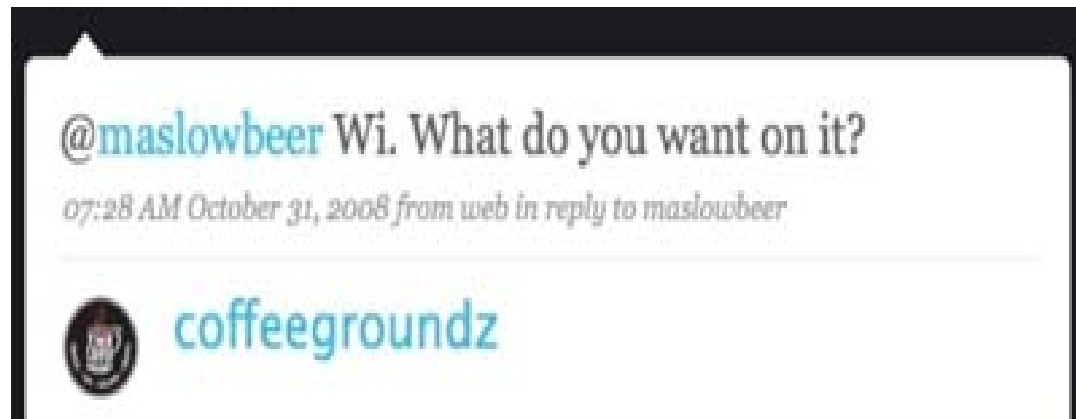 @maslowbeer Wi. What do you want on it?
07:28 AM October 31, 2008 from web in reply to maslowbeer
coffeegroundz